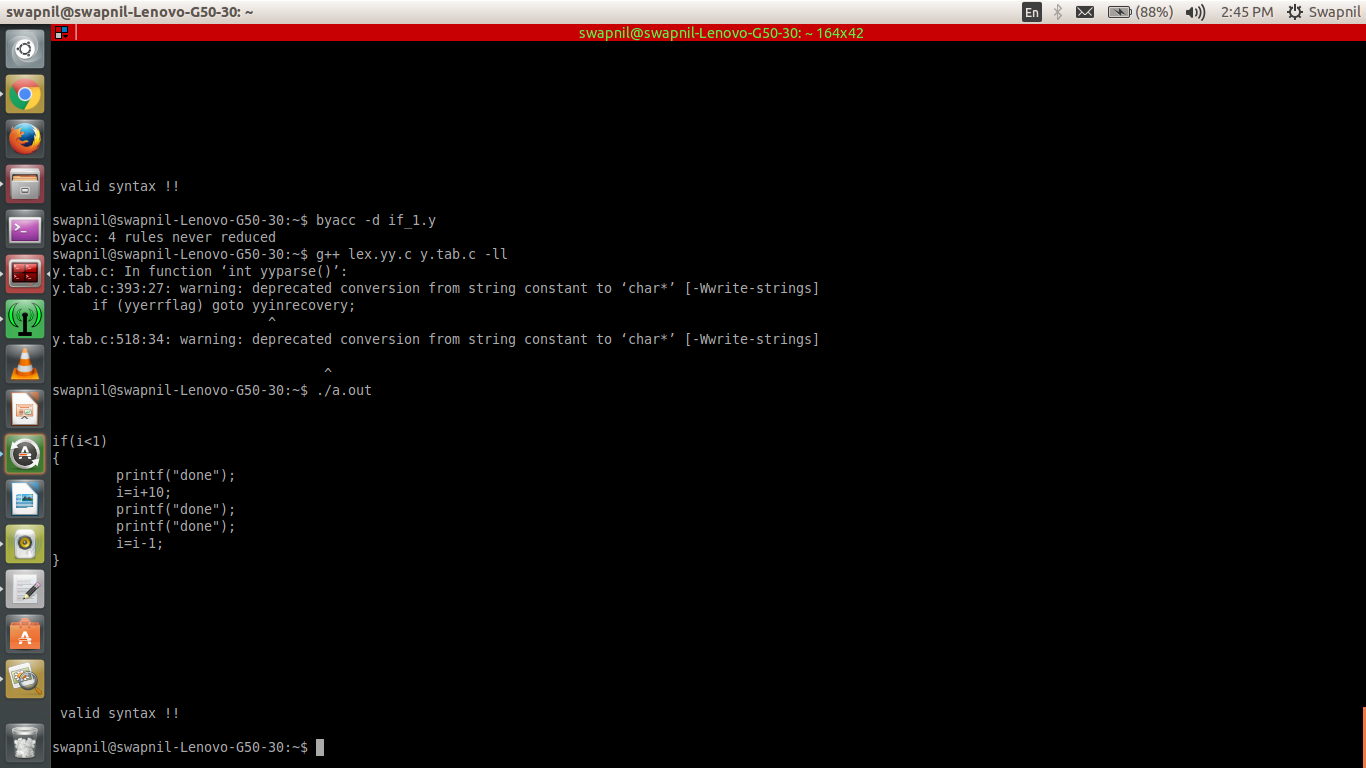 swapnil@swapnil-Lenovo-G50-30: ~
En (88%) 2:45 PM Swapnil
swapnil@swapnil-Lenovo-G50-30: ~ 164x42
valid syntax !!
swapnil@swapnil-Lenovo-G50-30:~$ byacc -d if_1.y
byacc: 4 rules never reduced
swapnil@swapnil-Lenovo-G50-30:~$ g++ lex.yy.c y.tab.c -ll
y.tab.c: In function ‘int yyparse()’:
y.tab.c:393:27: warning: deprecated conversion from string constant to ‘char*’ [-Wwrite-strings]
     if (yyerrflag) goto yyinrecovery;
                           ^
y.tab.c:518:34: warning: deprecated conversion from string constant to ‘char*’ [-Wwrite-strings]
                                  ^
swapnil@swapnil-Lenovo-G50-30:~$ ./a.out
if(i<1)
{
        printf("done");
        i=i+10;
        printf("done");
        printf("done");
        i=i-1;
}
valid syntax !!
swapnil@swapnil-Lenovo-G50-30:~$